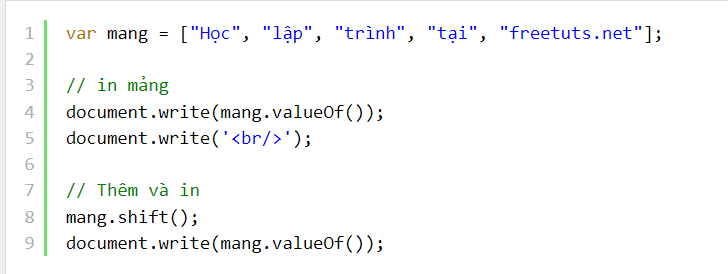 1 var mang = ["Học", "lập", "trình", "tại", "freetuts.net"];
2
3 // in mảng
4 document.write(mang.valueOf());
5 document.write('<br/>');
6
7 // Thêm và in
8 mang.shift();
9 document.write(mang.valueOf());